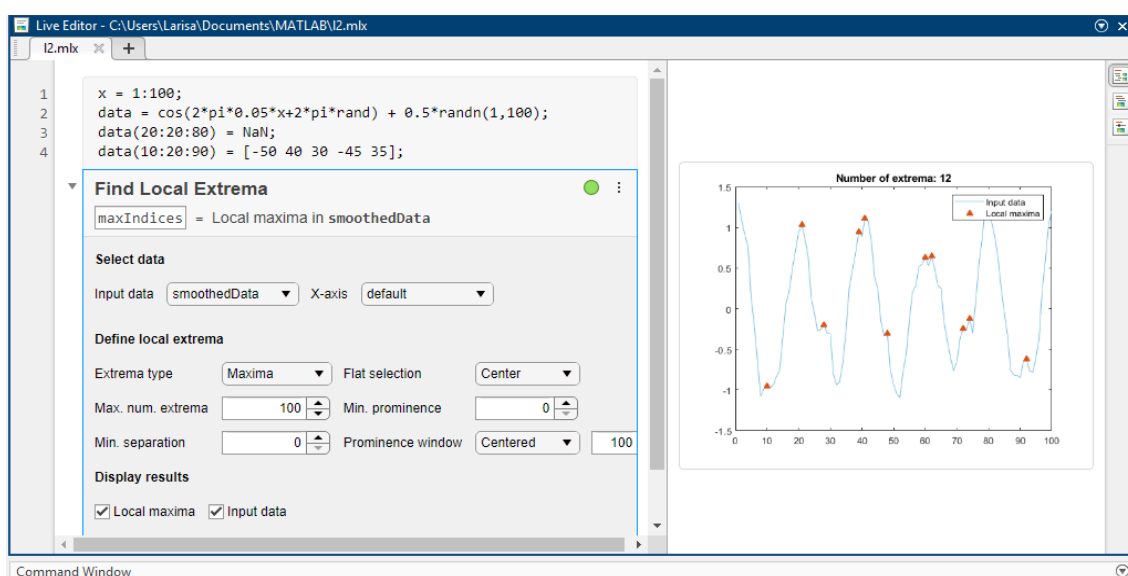 Live Editor - C:\Users\Larisa\Documents\MATLAB\I2.mlx
I2.mlx
1 x = 1:100;
2 data = cos(2*pi*0.05*x+2*pi*rand) + 0.5*randn(1,100);
3 data(20:20:80) = NaN;
4 data(10:20:90) = [-50 40 30 -45 35];
Find Local Extrema
maxIndices = Local maxima in smoothedData
Select data
Input data smoothedData X-axis default
Define local extrema
Extrema type Maxima Flat selection Center
Max. num. extrema 100 Min. prominence 0
Min. separation 0 Prominence window Centered 100
Display results
Local maxima Input data
Number of extrema: 12
Input data
Local maxima
1.5
1
0.5
0
-0.5
-1
-1.5
0 10 20 30 40 50 60 70 80 90 100
Command Window